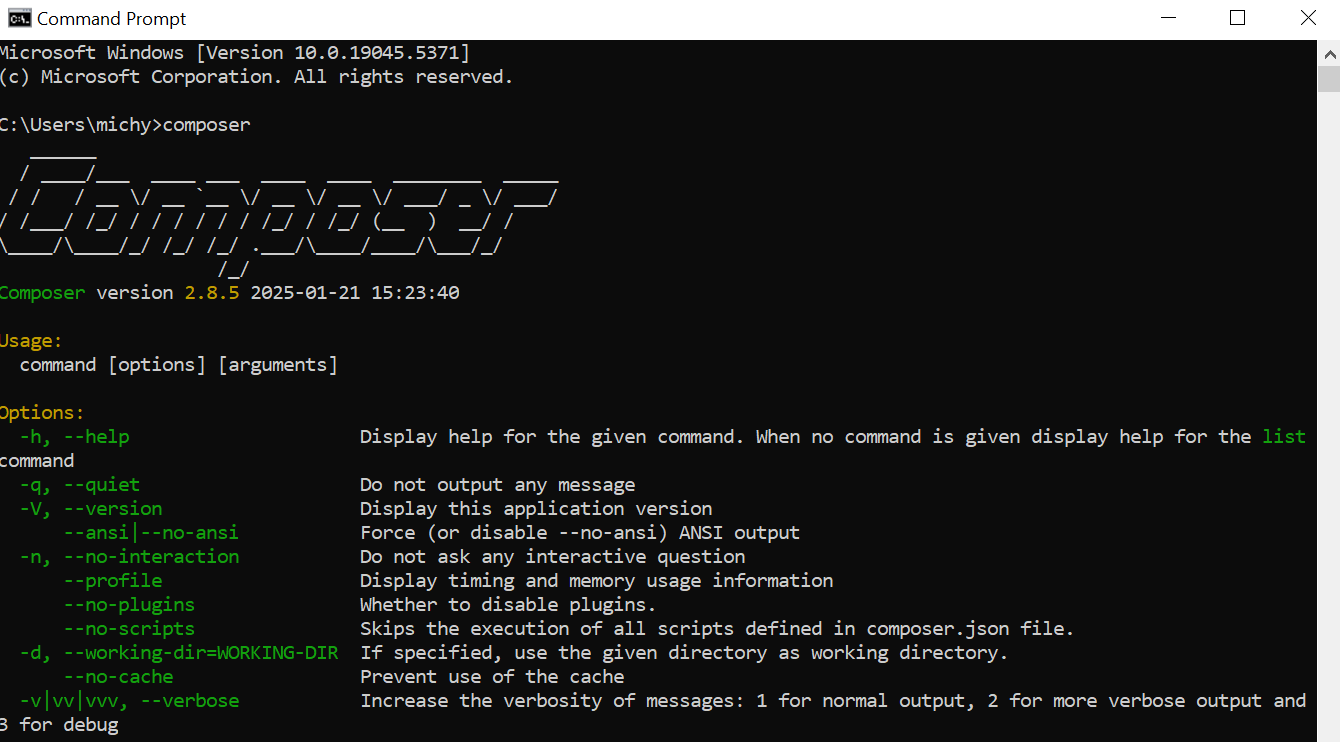 Command Prompt
Microsoft Windows [Version 10.0.19045.5371]
(c) Microsoft Corporation. All rights reserved.
C:\Users\michy>composer
Composer
Composer version 2.8.5 2025-01-21 15:23:40
Usage:
command [options] [arguments]
Options:
-h, --help Display help for the given command. When no command is given display help for the list
command
-q, --quiet Do not output any message
-V, --version Display this application version
--ansi|--no-ansi Force (or disable --no-ansi) ANSI output
-n, --no-interaction Do not ask any interactive question
--profile Display timing and memory usage information
--no-plugins Whether to disable plugins.
--no-scripts Skips the execution of all scripts defined in composer.json file.
-d, --working-dir=WORKING-DIR If specified, use the given directory as working directory.
--no-cache Prevent use of the cache
-v|vv|vvv, --verbose Increase the verbosity of messages: 1 for normal output, 2 for more verbose output and
3 for debug